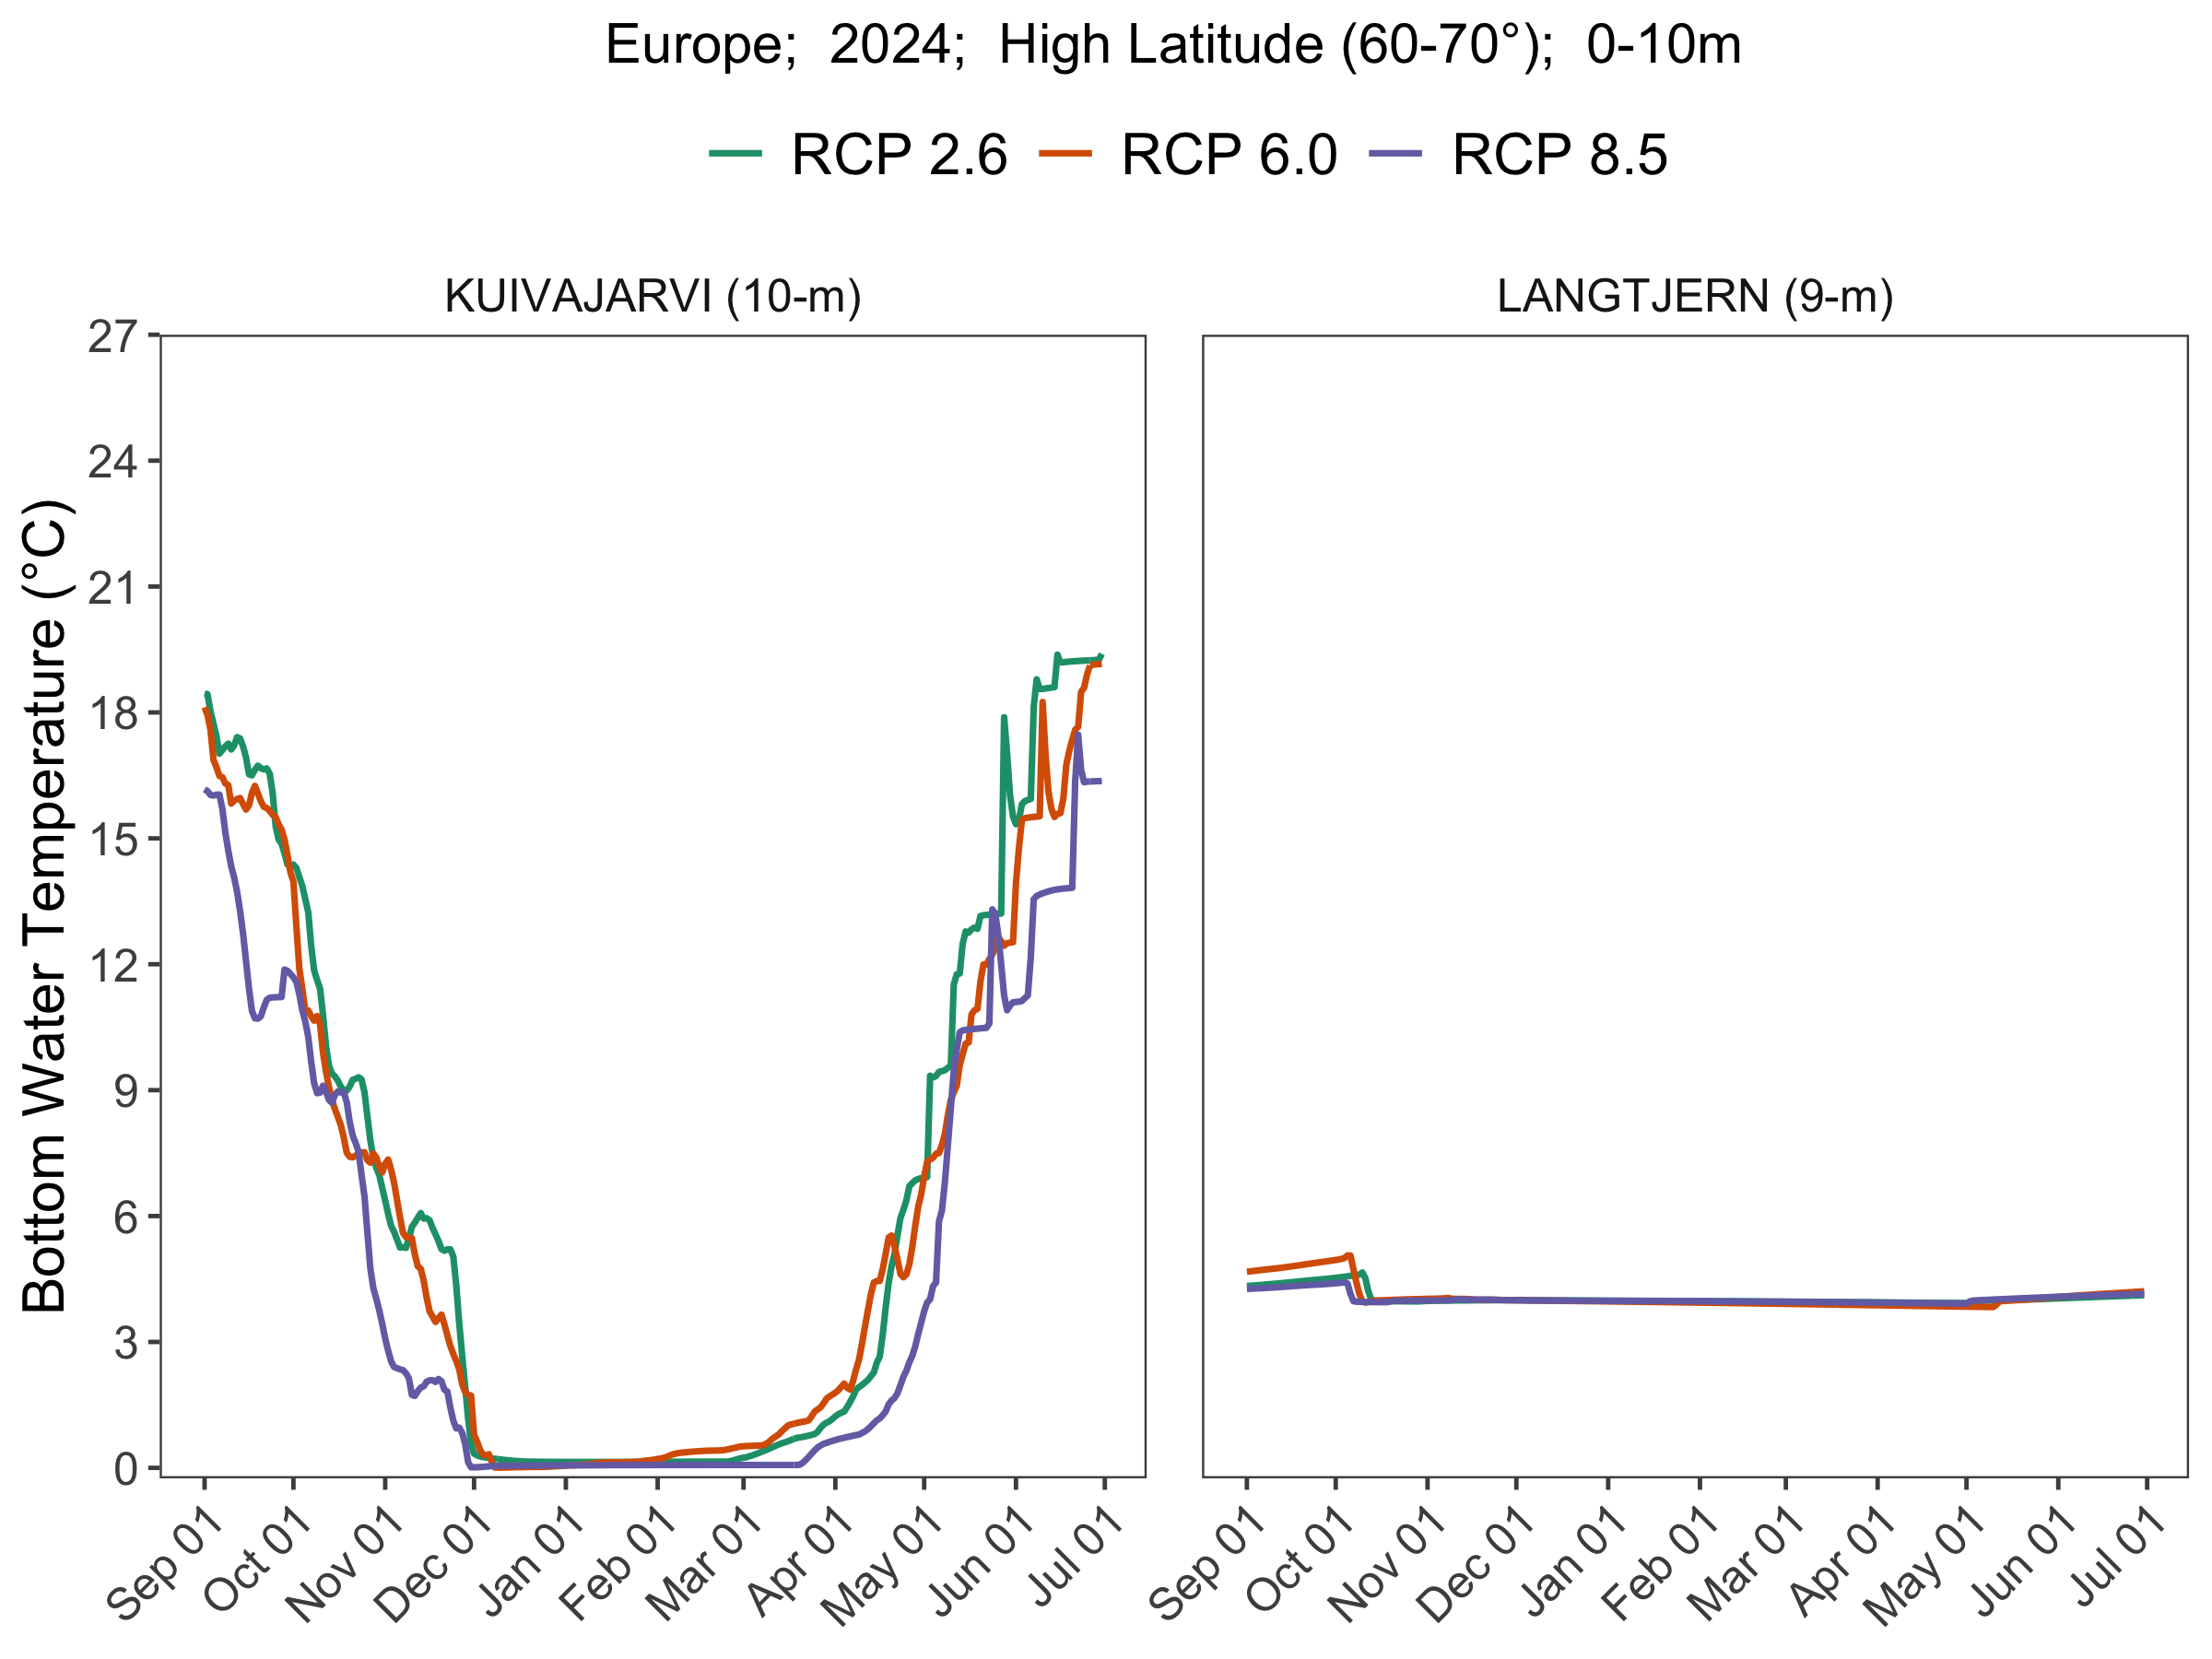 Europe;  2024;  High Latitude (60-70°);  0-10m
RCP 2.6 RCP 6.0 RCP 8.5
KUIVAJARVI (10-m)
LANGTJERN (9-m)
Bottom Water Temperature (°C)
27
24
21
18
15
12
9
6
3
0
Sep 01 Oct 01 Nov 01 Dec 01 Jan 01 Feb 01 Mar 01 Apr 01 May 01 Jun 01 Jul 01
Sep 01 Oct 01 Nov 01 Dec 01 Jan 01 Feb 01 Mar 01 Apr 01 May 01 Jun 01 Jul 01